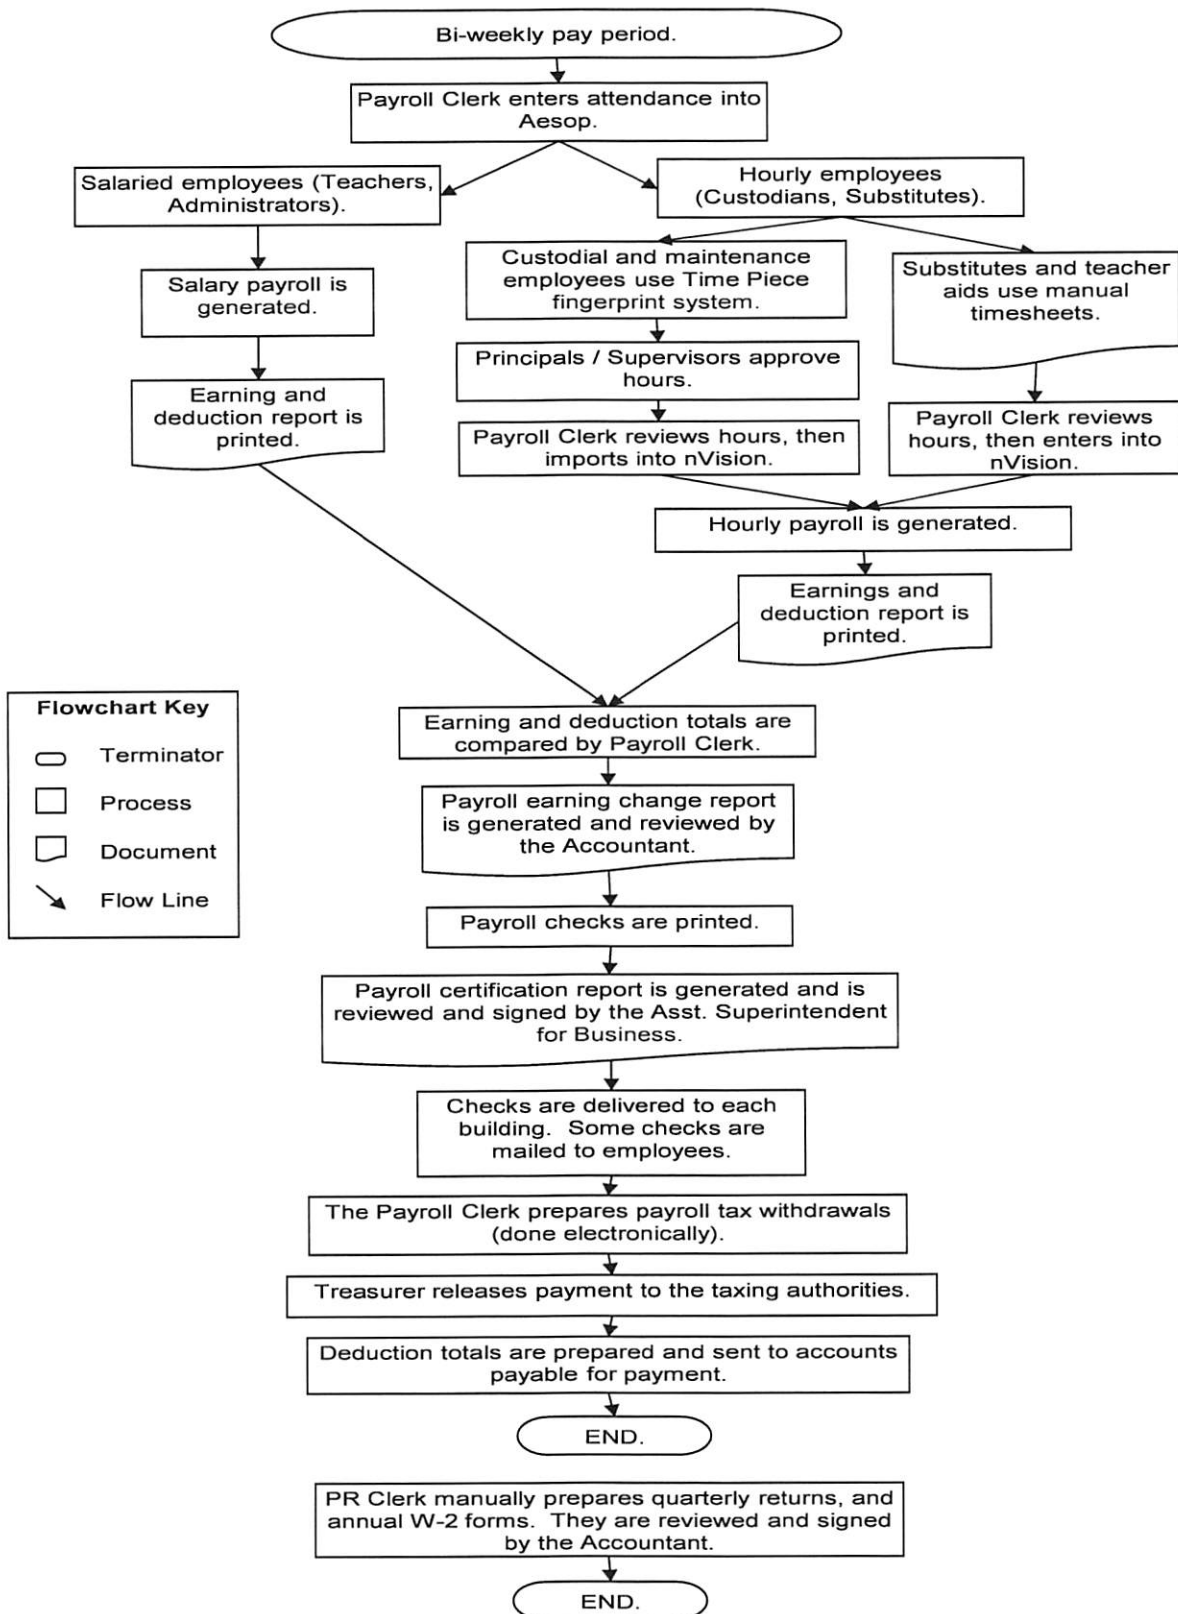 Bi-weekly pay period.
Payroll Clerk enters attendance into
Aesop.
Salaried employees (Teachers,
Administrators).
Hourly employees
(Custodians, Substitutes).
Salary payroll is
generated.
Custodial and maintenance
employees use Time Piece
fingerprint system.
Substitutes and teacher
aids use manual
timesheets.
Principals / Supervisors approve
hours.
Earning and
deduction report is
printed.
Payroll Clerk reviews hours, then
imports into nVision.
Payroll Clerk reviews
hours, then enters into
nVision.
Hourly payroll is generated.
Earnings and
deduction report is
printed.
Flowchart Key
Terminator
Process
Document
Flow Line
Earning and deduction totals are
compared by Payroll Clerk.
Payroll earning change report
is generated and reviewed by
the Accountant.
Payroll checks are printed.
Payroll certification report is generated and is
reviewed and signed by the Asst. Superintendent
for Business.
Checks are delivered to each
building. Some checks are
mailed to employees.
The Payroll Clerk prepares payroll tax withdrawals
(done electronically).
Treasurer releases payment to the taxing authorities.
Deduction totals are prepared and sent to accounts
payable for payment.
END.
PR Clerk manually prepares quarterly returns, and
annual W-2 forms. They are reviewed and signed
by the Accountant.
END.